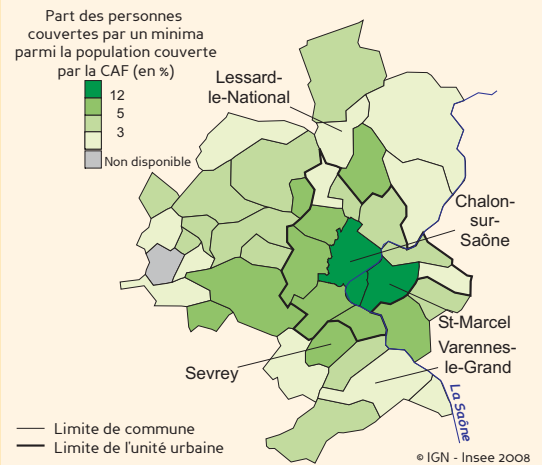 Part des personnes
couvertes par un minima
parmi la population couverte
par la CAF (en %)
12
5
3
Non disponible
Lessard-
le-National
Chalon-
sur-
Saône
St-Marcel
Varennes-
le-Grand
Sevrey
La Saône
Limite de commune
Limite de l'unité urbaine
© IGN - Insee 2008